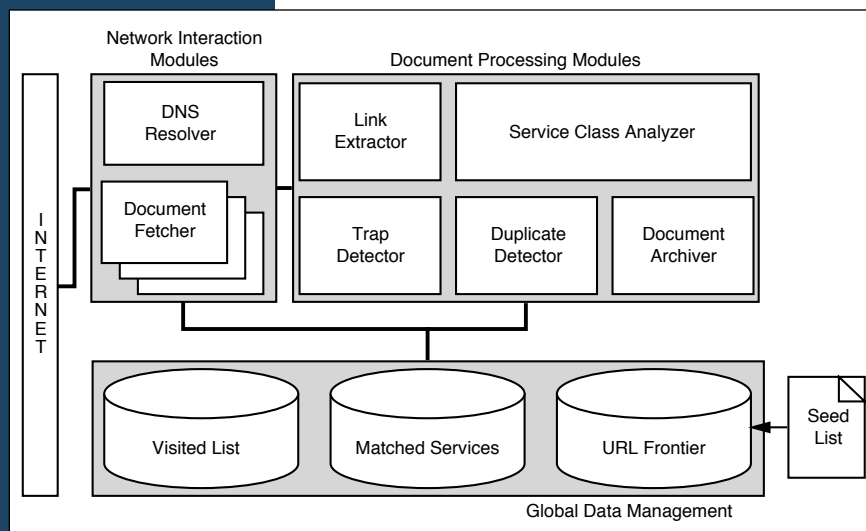 Network Interaction
Modules
Document Processing Modules
DNS
Resolver
Link
Extractor
Service Class Analyzer
Document
Fetcher
Trap
Detector
Duplicate
Detector
Document
Archiver
INTERNET
Visited List
Matched Services
URL Frontier
Seed
List
Global Data Management